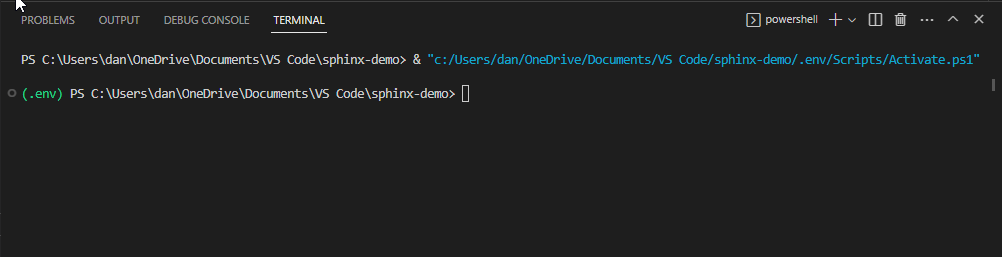 PROBLEMS OUTPUT DEBUG CONSOLE TERMINAL powershell
PS C:\Users\dan\OneDrive\Documents\VS Code\sphinx-demo> & "c:/Users/dan/OneDrive/Documents/VS Code/sphinx-demo/.env/Scripts/Activate.ps1"
(.env) PS C:\Users\dan\OneDrive\Documents\VS Code\sphinx-demo>